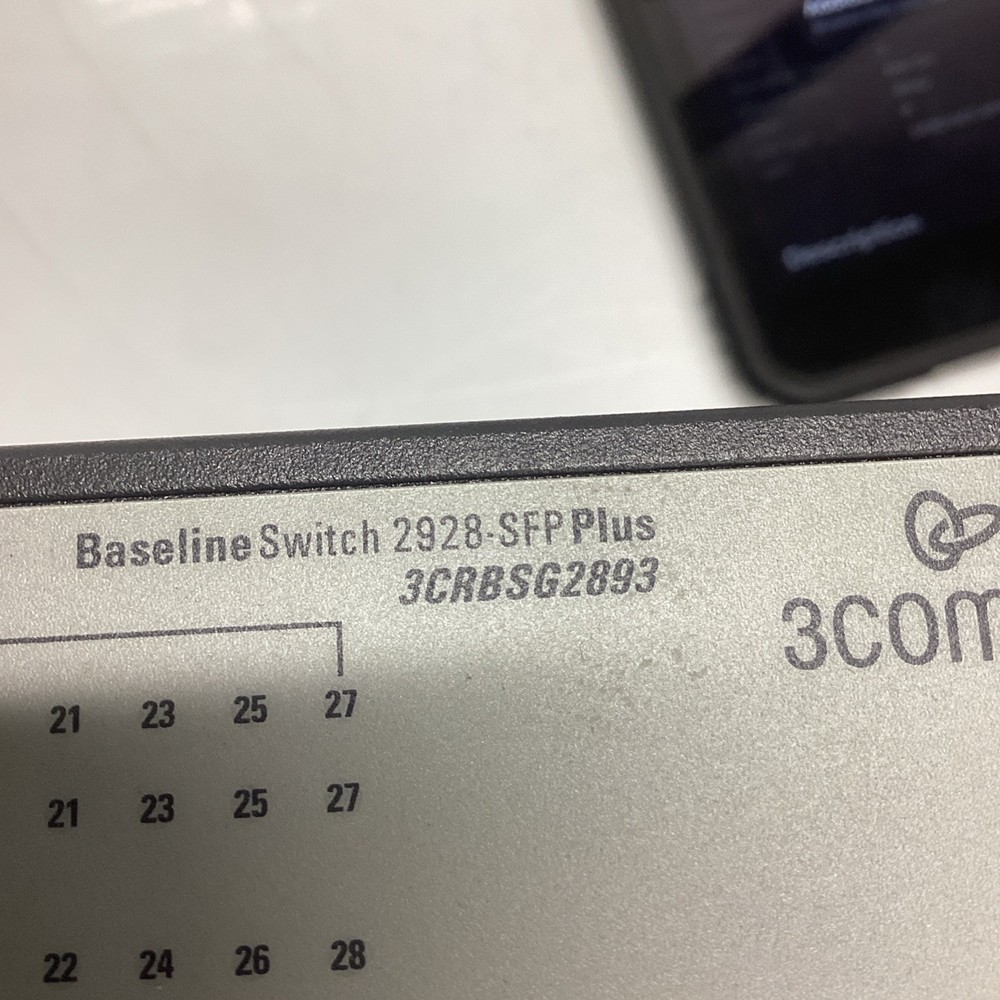 Description
Baseline Switch 2928-SFP Plus
3CRBSG2893
3COM
21 23 25 27
21 23 25 27
22 24 26 28